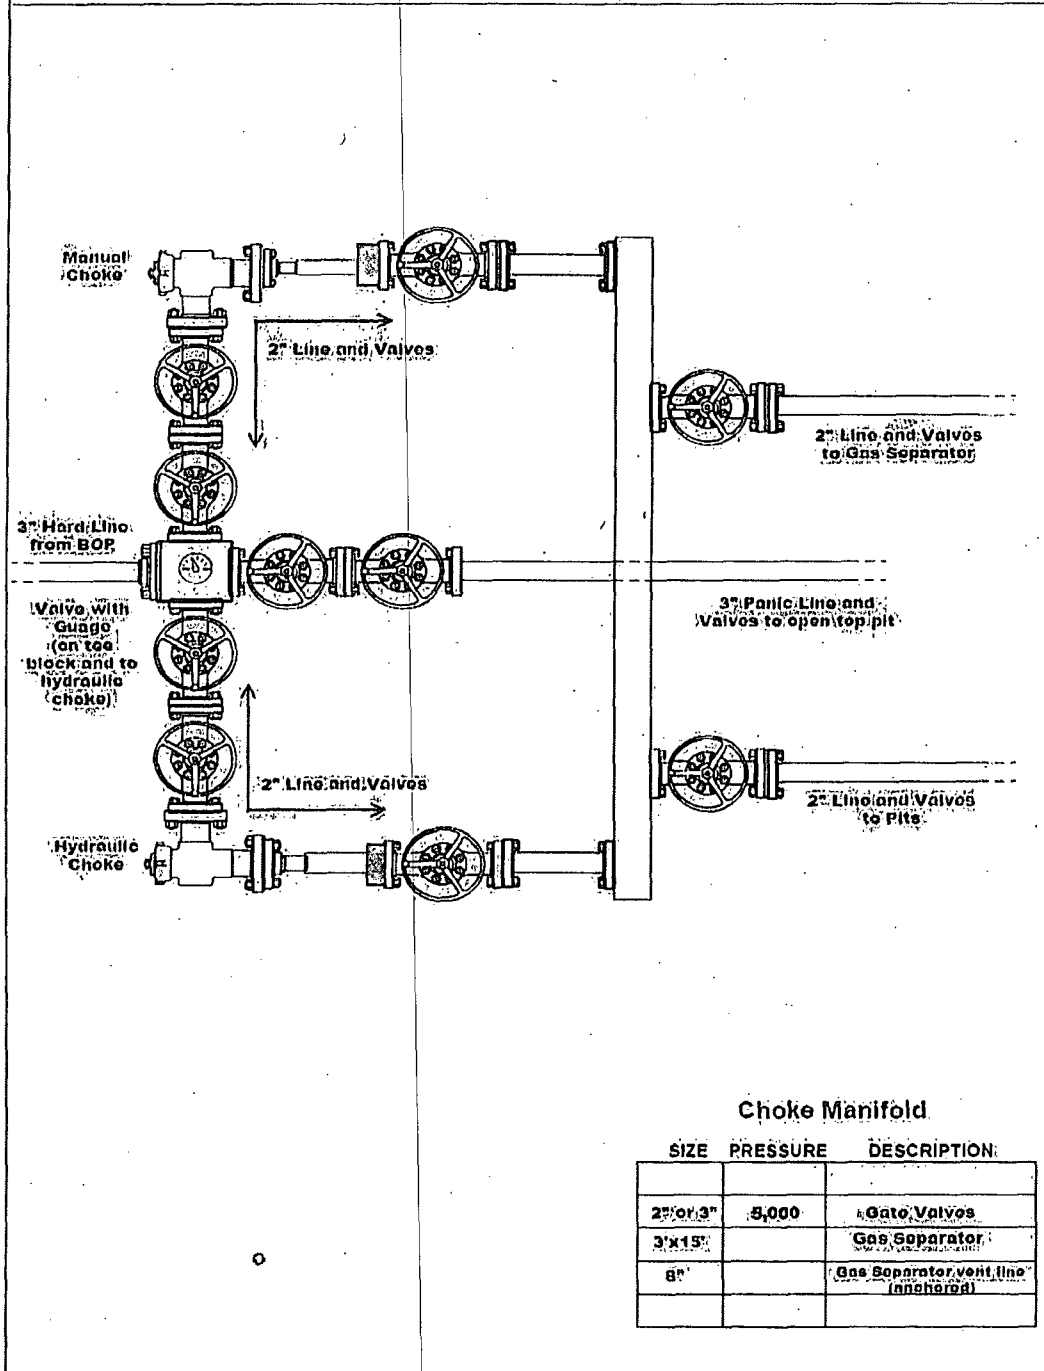 Manual
Choke
2" Line and Valves
2" Line and Valves
to Gas Separator
3" Hard Line
from BOP
Valve with
Guage
(on tee
block and to
hydraulic
choke)
3" Panic Line and
Valves to open top pit
2" Line and Valves
2" Line and Valves
to Pits
Hydraulic
Choke
Choke Manifold
SIZE PRESSURE DESCRIPTION
2" or 3" 5,000 Gate Valves
3'x15' Gas Separator
8" Gas Separator vent line
(anchored)